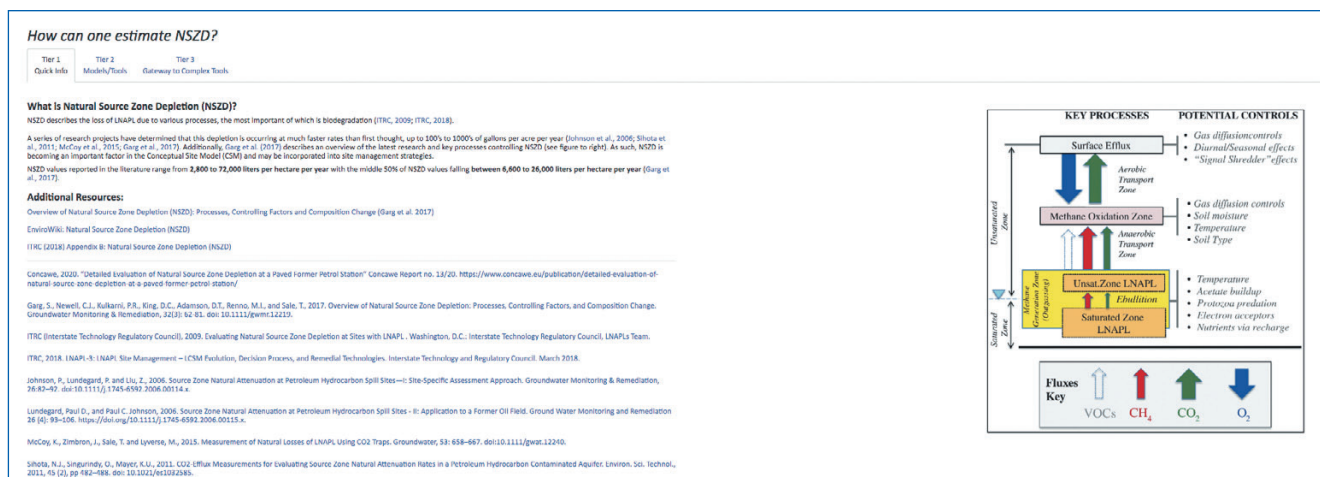 How can one estimate NSZD?
Tier 1
Quick Info
Tier 2
Models/Tools
Tier 3
Gateway to Complex Tools
What is Natural Source Zone Depletion (NSZD)?
NSZD describes the loss of LNAPL due to various processes, the most important of which is biodegradation (ITRC, 2009; ITRC, 2018).
A series of research projects have determined that this depletion is occurring at much faster rates than first thought, up to 100's to 1000's of gallons per acre per year (Johnson et al., 2006; Sihota et
al., 2011; McCoy et al., 2015; Garg et al., 2017). Additionally, Garg et al. (2017) describes an overview of the latest research and key processes controlling NSZD (see figure to right). As such, NSZD is
becoming an important factor in the Conceptual Site Model (CSM) and may be incorporated into site management strategies.
NSZD values reported in the literature range from 2,800 to 72,000 liters per hectare per year with the middle 50% of NSZD values falling between 6,600 to 26,000 liters per hectare per year (Garg et
al., 2017).
Additional Resources:
Overview of Natural Source Zone Depletion (NSZD): Processes, Controlling Factors and Composition Change (Garg et al. 2017)
EnviroWiki: Natural Source Zone Depletion (NSZD)
ITRC (2018) Appendix B: Natural Source Zone Depletion (NSZD)
Concawe, 2020. "Detailed Evaluation of Natural Source Zone Depletion at a Paved Former Petrol Station" Concawe Report no. 13/20. https://www.concawe.eu/publication/detailed-evaluation-of-
natural-source-zone-depletion-at-a-paved-former-petrol-station/
Garg, S., Newell, C.J., Kulkarni, P.R., King, D.C., Adamson, D.T., Renno, M.I., and Sale, T., 2017. Overview of Natural Source Zone Depletion: Processes, Controlling Factors, and Composition Change.
Groundwater Monitoring & Remediation, 32(3): 62-81. doi: 10.1111/gwmr.12219.
ITRC (Interstate Technology Regulatory Council), 2009. Evaluating Natural Source Zone Depletion at Sites with LNAPL . Washington, D.C.: Interstate Technology Regulatory Council, LNAPLs Team.
ITRC, 2018. LNAPL-3: LNAPL Site Management – LCSM Evolution, Decision Process, and Remedial Technologies. Interstate Technology and Regulatory Council. March 2018.
Johnson, P., Lundegard, P. and Liu, Z., 2006. Source Zone Natural Attenuation at Petroleum Hydrocarbon Spill Sites—I: Site-Specific Assessment Approach. Groundwater Monitoring & Remediation,
26:82–92. doi:10.1111/j.1745-6592.2006.00114.x.
Lundegard, Paul D., and Paul C. Johnson, 2006. Source Zone Natural Attenuation at Petroleum Hydrocarbon Spill Sites - II: Application to a Former Oil Field. Ground Water Monitoring and Remediation
26 (4): 93–106. https://doi.org/10.1111/j.1745-6592.2006.00115.x.
McCoy, K., Zimbron, J., Sale, T. and Lyverse, M., 2015. Measurement of Natural Losses of LNAPL Using CO2 Traps. Groundwater, 53: 658–667. doi:10.1111/gwat.12240.
Sihota, N.J., Singurindy, O., Mayer, K.U., 2011. CO2-Efflux Measurements for Evaluating Source Zone Natural Attenuation Rates in a Petroleum Hydrocarbon Contaminated Aquifer. Environ. Sci. Technol.,
2011, 45 (2), pp 482–488. doi: 10.1021/es1032585.
KEY PROCESSES
POTENTIAL CONTROLS
Surface Efflux
• Gas diffusioncontrols
• Diurnal/Seasonal effects
• "Signal Shredder"effects
Aerobic
Transport
Zone
Unsaturated
Zone
Methane Oxidation Zone
• Gas diffusion controls
• Soil moisture
• Temperature
• Soil Type
Anaerobic
Transport
Zone
Methane
Generation Zone
(Outgassing)
Unsat.Zone LNAPL
Ebullition
Saturated Zone
LNAPL
Saturated
Zone
• Temperature
• Acetate buildup
• Protozoa predation
• Electron acceptors
• Nutrients via recharge
Fluxes
Key
VOCs
CH4
CO2
O2